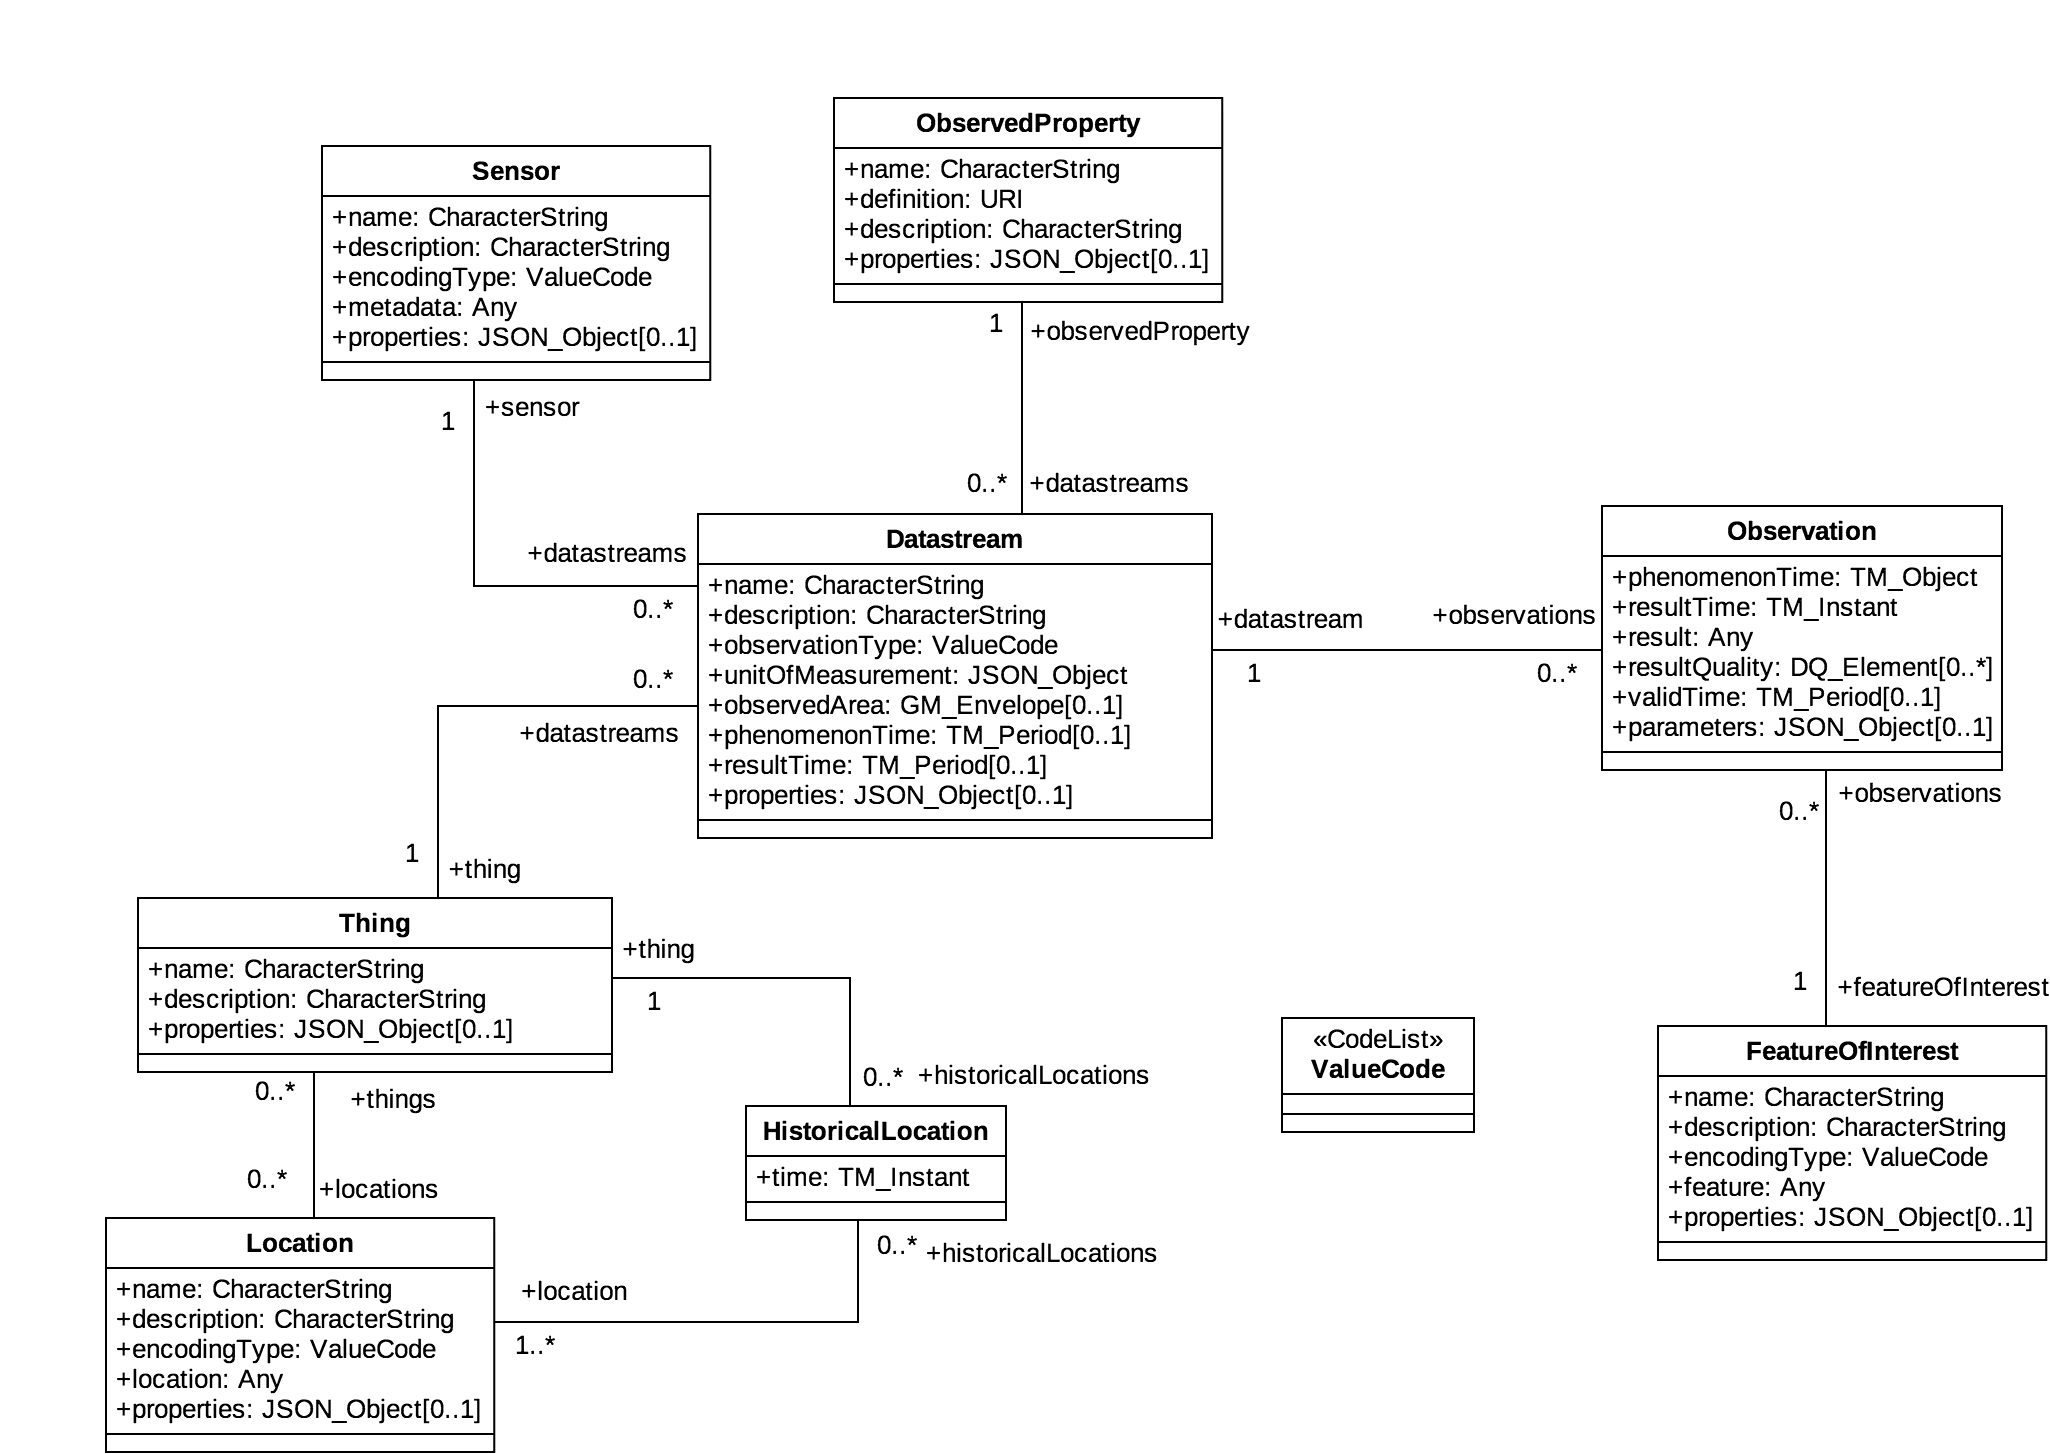 ObservedProperty
+name: CharacterString
+definition: URI
+description: CharacterString
+properties: JSON_Object[0..1]
Sensor
+name: CharacterString
+description: CharacterString
+encodingType: ValueCode
+metadata: Any
+properties: JSON_Object[0..1]
1
+observedProperty
1
+sensor
0..*
+datastreams
+datastreams
0..*
Datastream
+name: CharacterString
+description: CharacterString
+observationType: ValueCode
+unitOfMeasurement: JSON_Object
+observedArea: GM_Envelope[0..1]
+phenomenonTime: TM_Period[0..1]
+resultTime: TM_Period[0..1]
+properties: JSON_Object[0..1]
+datastream
1
+observations
0..*
Observation
+phenomenonTime: TM_Object
+resultTime: TM_Instant
+result: Any
+resultQuality: DQ_Element[0..*]
+validTime: TM_Period[0..1]
+parameters: JSON_Object[0..1]
0..*
+datastreams
1
+thing
0..*
+observations
1
+featureOfInterest
Thing
+name: CharacterString
+description: CharacterString
+properties: JSON_Object[0..1]
+thing
1
0..*
+historicalLocations
HistoricalLocation
+time: TM_Instant
0..*
+historicalLocations
«CodeList»
ValueCode
FeatureOfInterest
+name: CharacterString
+description: CharacterString
+encodingType: ValueCode
+feature: Any
+properties: JSON_Object[0..1]
0..*
+things
0..*
+locations
Location
+name: CharacterString
+description: CharacterString
+encodingType: ValueCode
+location: Any
+properties: JSON_Object[0..1]
+location
1..*